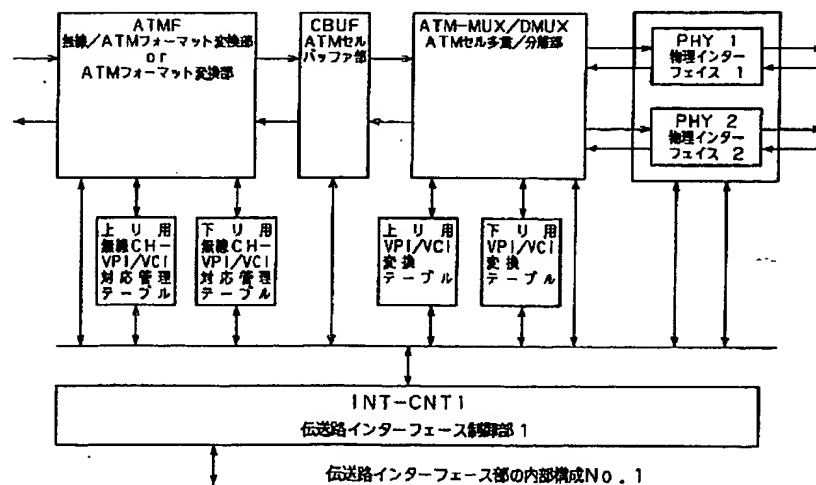 ATMF
無線/ATMフォーマット変換部
or
ATMフォーマット変換部
CBUF
ATMセル
バッファ部
ATM-MUX/DMUX
ATMセル多重/分離部
PHY 1
物理インター
フェイス 1
PHY 2
物理インター
フェイス 2
上り用
無線CH-
VPI/VCI
対応管理
テーブル
下り用
無線CH-
VPI/VCI
対応管理
テーブル
上り用
VPI/VCI
変換
テーブル
下り用
VPI/VCI
変換
テーブル
INT-CNT1
伝送路インターフェース制御部1
伝送路インターフェース部の内部構成No.1